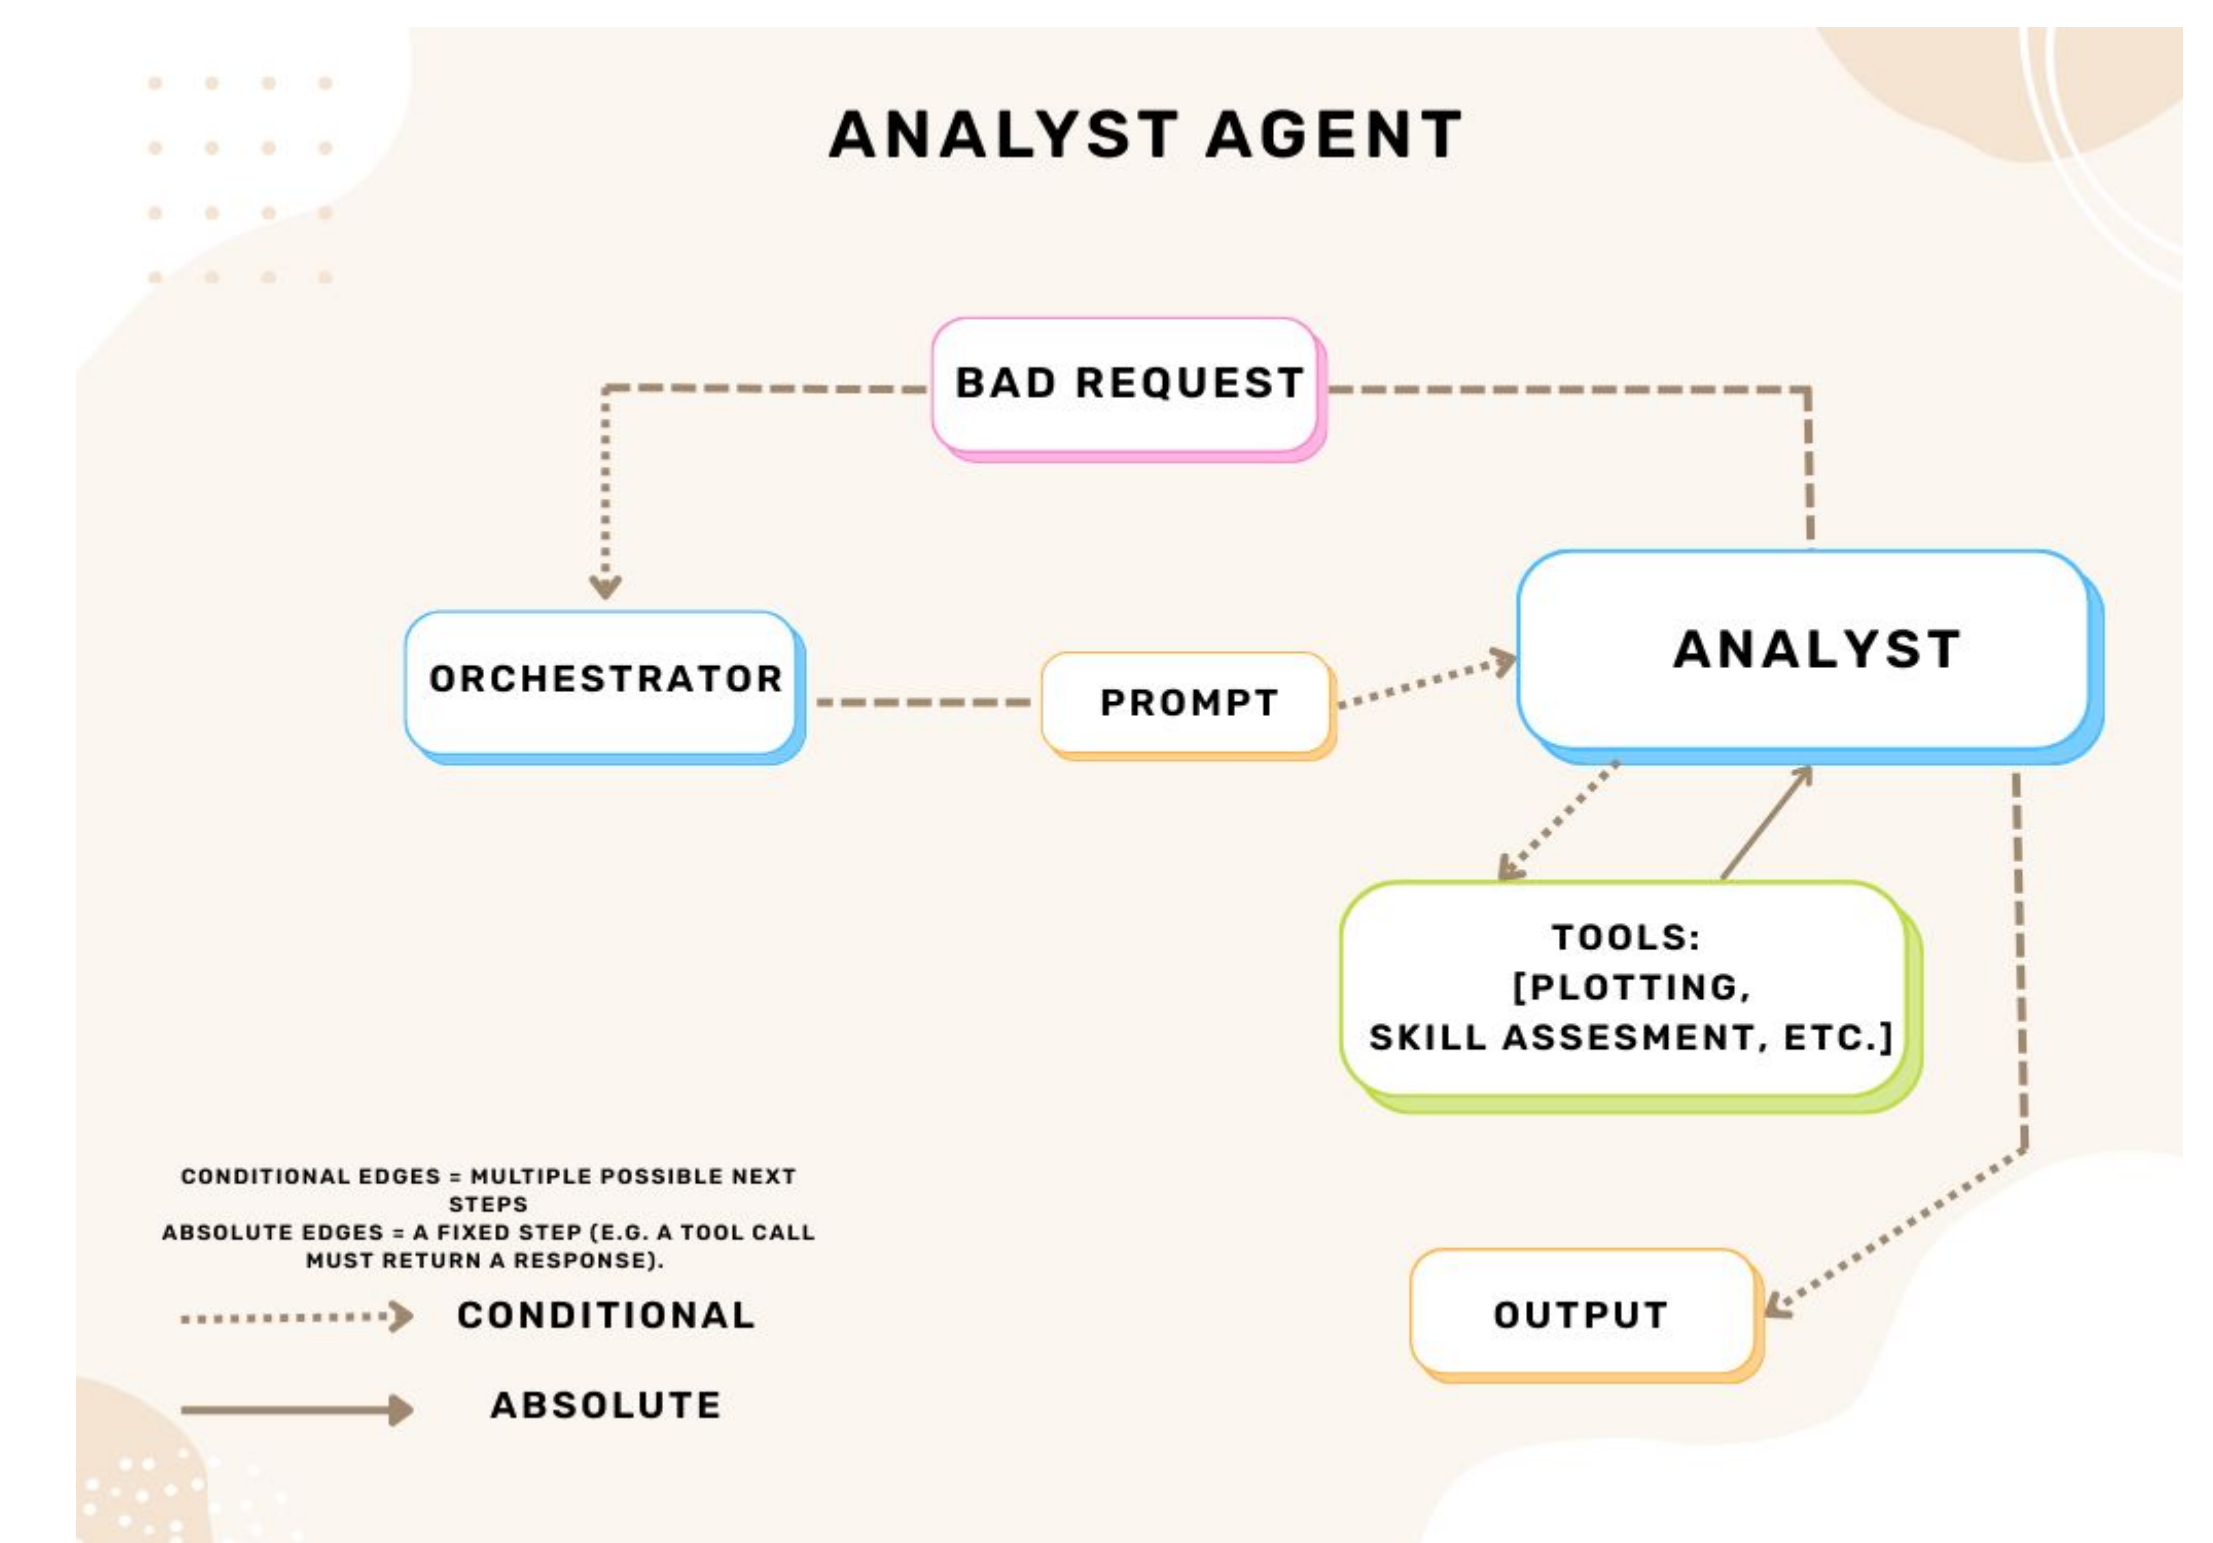 ANALYST AGENT
BAD REQUEST
ORCHESTRATOR
PROMPT
ANALYST
TOOLS:
[PLOTTING,
SKILL ASSESMENT, ETC.]
OUTPUT
CONDITIONAL EDGES = MULTIPLE POSSIBLE NEXT
STEPS
ABSOLUTE EDGES = A FIXED STEP (E.G. A TOOL CALL
MUST RETURN A RESPONSE).
CONDITIONAL
ABSOLUTE